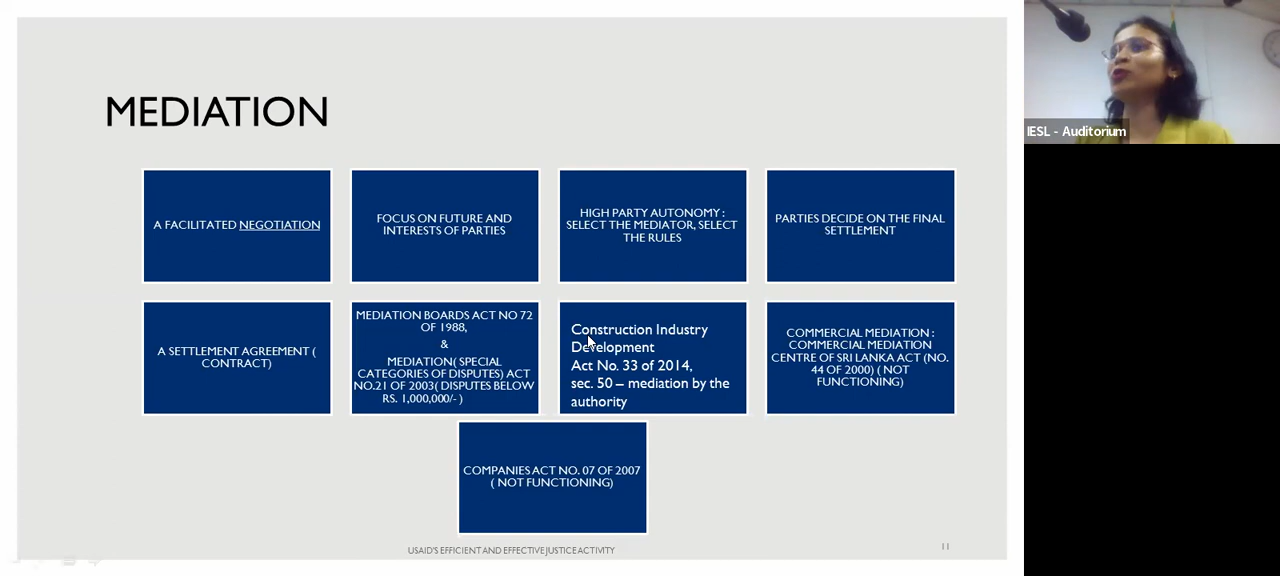 MEDIATION
A FACILITATED NEGOTIATION
FOCUS ON FUTURE AND
INTERESTS OF PARTIES
HIGH PARTY AUTONOMY :
SELECT THE MEDIATOR, SELECT
THE RULES
PARTIES DECIDE ON THE FINAL
SETTLEMENT
A SETTLEMENT AGREEMENT (
CONTRACT)
MEDIATION BOARDS ACT NO 72
OF 1988,
&
MEDIATION( SPECIAL
CATEGORIES OF DISPUTES) ACT
NO.21 OF 2003( DISPUTES BELOW
RS. 1,000,000/- )
Construction Industry
Development
Act No. 33 of 2014,
sec. 50 – mediation by the
authority
COMMERCIAL MEDIATION :
COMMERCIAL MEDIATION
CENTRE OF SRI LANKA ACT (NO.
44 OF 2000) ( NOT
FUNCTIONING)
COMPANIES ACT NO. 07 OF 2007
( NOT FUNCTIONING)
USAID'S EFFICIENT AND EFFECTIVE JUSTICE ACTIVITY
11
IESL - Auditorium